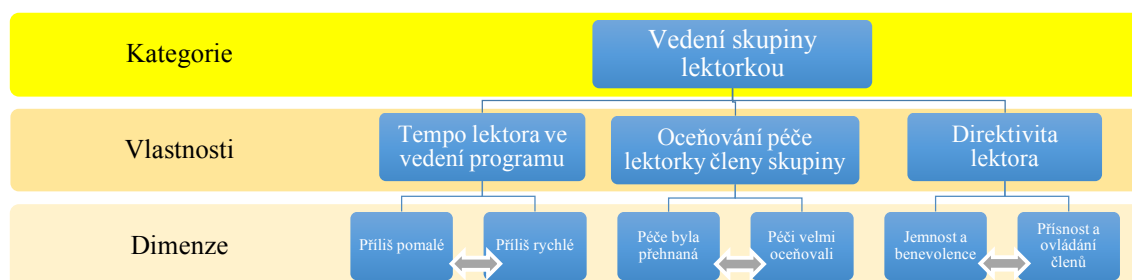 Kategorie
Vedení skupiny
lektorkou
Vlastnosti
Tempo lektora ve
vedení programu
Oceňování péče
lektorky členy skupiny
Direktivita
lektora
Dimenze
Příliš pomalé
Příliš rychlé
Péče byla
přehnaná
Péči velmi
oceňovali
Jemnost a
benevolence
Přísnost a
ovládání
členů